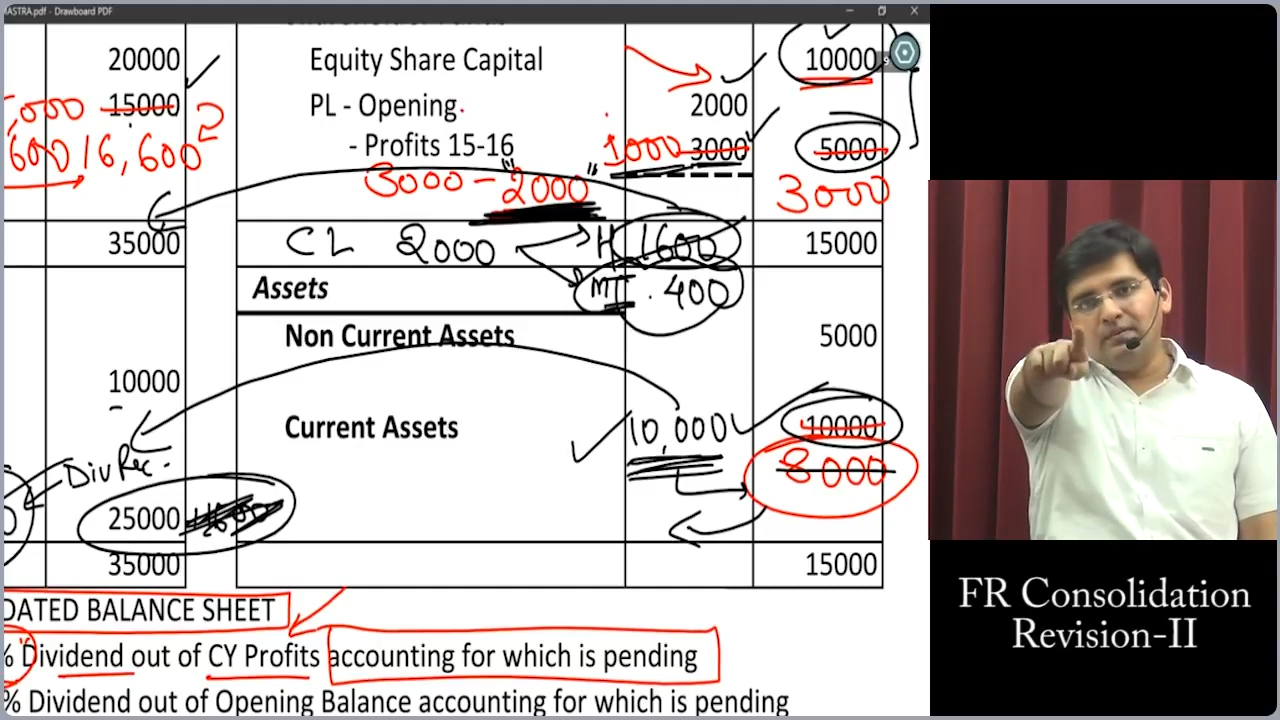 ASTRA.pdf - Drawboard PDF
20000 Equity Share Capital 10000
15000 PL - Opening 2000
600 16,600 - Profits 15-16 1000 3000 5000
3000 - "2000" 3000
35000 CL 2000 H 1600 15000
Assets MI 400
Non Current Assets 5000
10000
Current Assets 10,000 10000
Div Rec. 8000
25000 1600
35000 15000
DATED BALANCE SHEET
% Dividend out of CY Profits accounting for which is pending
% Dividend out of Opening Balance accounting for which is pending
FR Consolidation
Revision-II